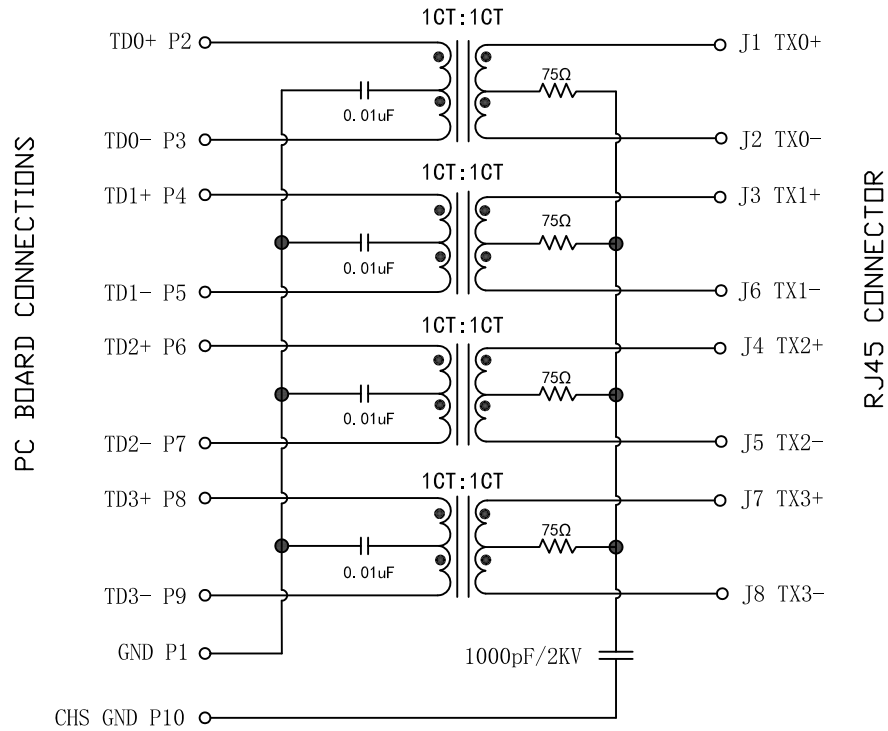 1CT:1CT
TD0+ P2
J1 TX0+
75Ω
0.01uF
TD0- P3
J2 TX0-
1CT:1CT
TD1+ P4
J3 TX1+
75Ω
0.01uF
TD1- P5
J6 TX1-
1CT:1CT
TD2+ P6
J4 TX2+
75Ω
0.01uF
TD2- P7
J5 TX2-
1CT:1CT
TD3+ P8
J7 TX3+
75Ω
0.01uF
TD3- P9
J8 TX3-
GND P1
1000pF/2KV
CHS GND P10
PC BOARD CONNECTIONS
RJ45 CONNECTOR